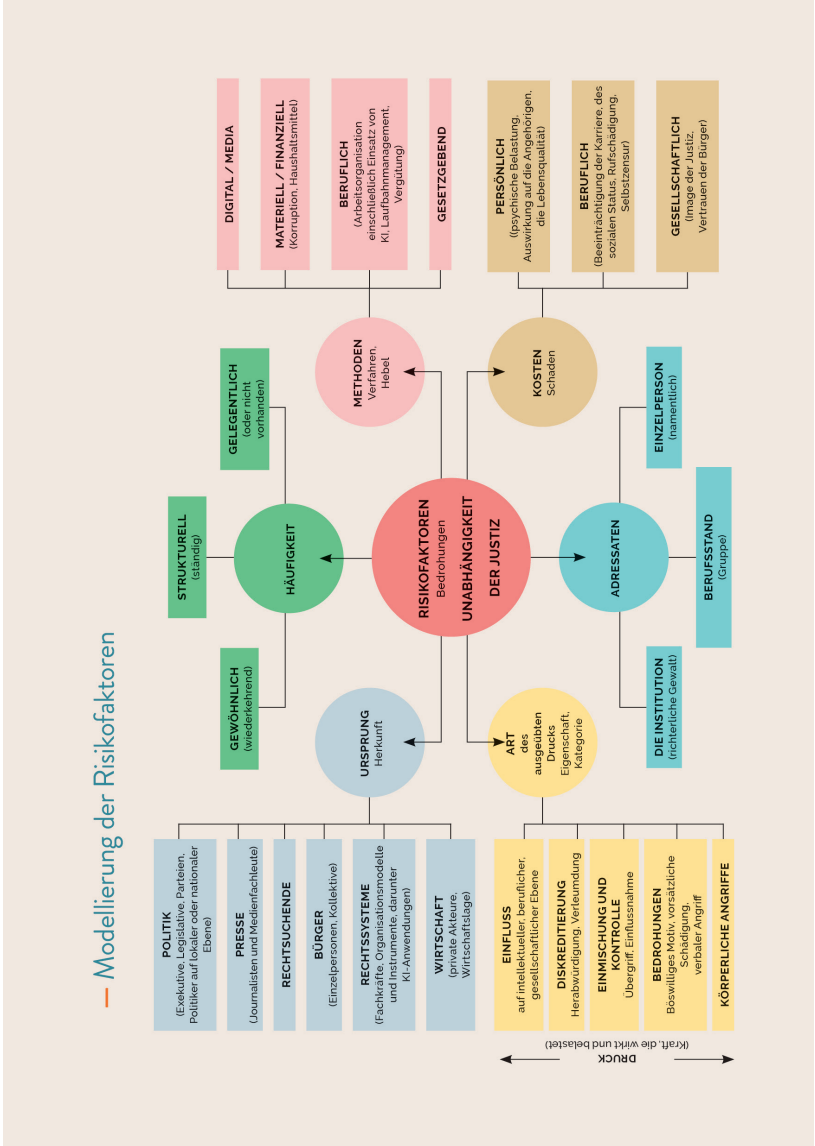 — Modellierung der Risikofaktoren
POLITIK
(Exekutive, Legislative, Parteien,
Politiker auf lokaler oder nationaler
Ebene)
PRESSE
(Journalisten und Medienfachleute)
RECHTSUCHENDE
BÜRGER
(Einzelpersonen, Kollektive)
RECHTSSYSTEME
(Fachkräfte, Organisationsmodelle
und Instrumente, darunter
KI-Anwendungen)
WIRTSCHAFT
(private Akteure,
Wirtschaftslage)
URSPRUNG
Herkunft
GEWÖHNLICH
(wiederkehrend)
STRUKTURELL
(ständig)
GELEGENTLICH
(oder nicht
vorhanden)
HÄUFIGKEIT
DIGITAL / MEDIA
MATERIELL / FINANZIELL
(Korruption, Haushaltsmittel)
BERUFLICH
(Arbeitsorganisation
einschließlich Einsatz von
KI, Laufbahnmanagement,
Vergütung)
GESETZGEBEND
METHODEN
Verfahren,
Hebel
RISIKOFAKTOREN
Bedrohungen
UNABHÄNGIGKEIT
DER JUSTIZ
DRUCK
(Kraft, die wirkt und belastet)
EINFLUSS
auf intellektueller, beruflicher,
gesellschaftlicher Ebene
DISKREDITIERUNG
Herabwürdigung, Verleumdung
EINMISCHUNG UND
KONTROLLE
Übergriff, Einflussnahme
BEDROHUNGEN
Böswilliges Motiv, vorsätzliche
Schädigung,
verbaler Angriff
KÖRPERLICHE ANGRIFFE
ART
des
ausgeübten
Drucks
Eigenschaft,
Kategorie
ADRESSATEN
DIE INSTITUTION
(richterliche Gewalt)
BERUFSSTAND
(Gruppe)
EINZELPERSON
(namentlich)
KOSTEN
Schaden
PERSÖNLICH
((psychische Belastung,
Auswirkung auf die Angehörigen,
die Lebensqualität)
BERUFLICH
(Beeinträchtigung der Karriere, des
sozialen Status, Rufschädigung,
Selbstzensur)
GESELLSCHAFTLICH
(Image der Justiz,
Vertrauen der Bürger)